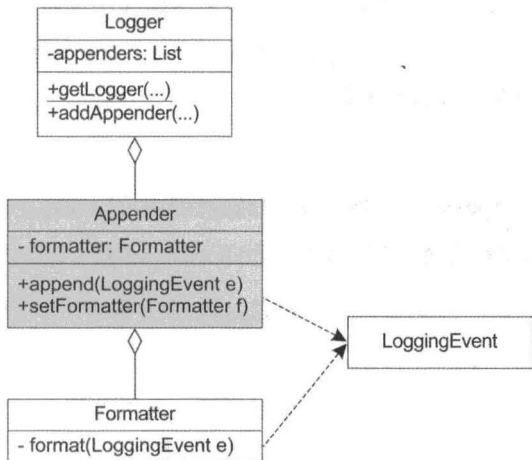 Logger
-appenders: List
+getLogger(...)
+addAppender(...)
Appender
- formatter: Formatter
+append(LoggingEvent e)
+setFormatter(Formatter f)
LoggingEvent
Formatter
- format(LoggingEvent e)